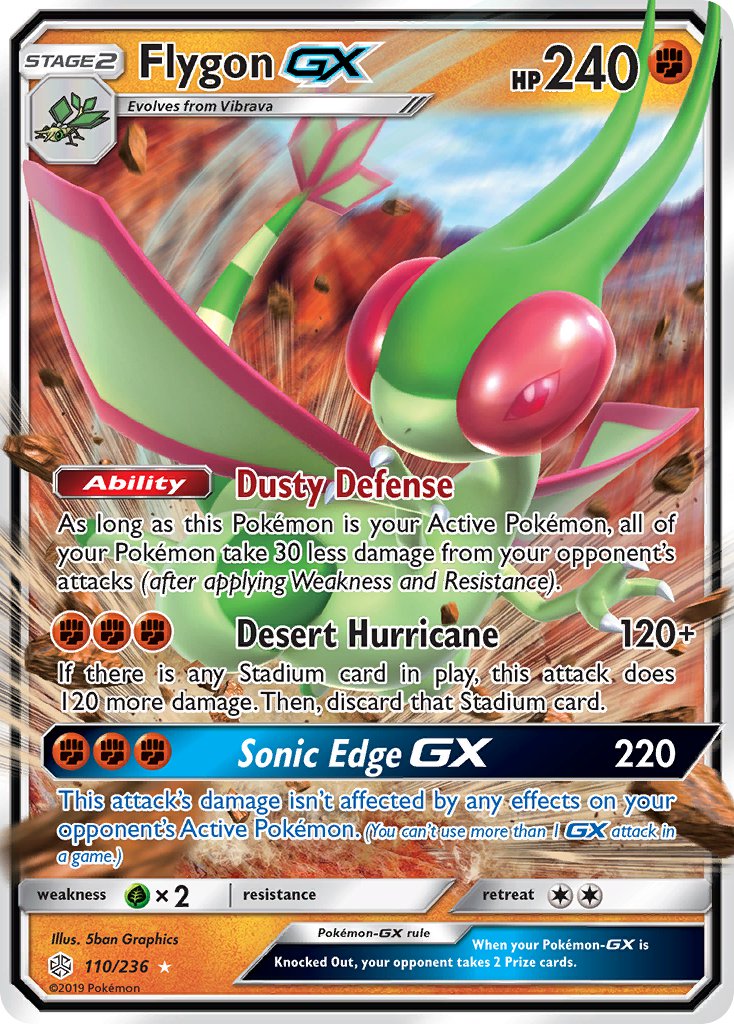 STAGE2 Flygon GX HP240
Evolves from Vibrava
Ability Dusty Defense
As long as this Pokémon is your Active Pokémon, all of
your Pokémon take 30 less damage from your opponent's
attacks (after applying Weakness and Resistance).
Desert Hurricane 120+
If there is any Stadium card in play, this attack does
120 more damage. Then, discard that Stadium card.
Sonic Edge GX 220
This attack's damage isn't affected by any effects on your
opponent's Active Pokémon. (You can't use more than 1 GX attack in
a game.)
weakness ×2 resistance retreat
Illus. 5ban Graphics
110/236
©2019 Pokémon
Pokémon-GX rule
When your Pokémon-GX is
Knocked Out, your opponent takes 2 Prize cards.